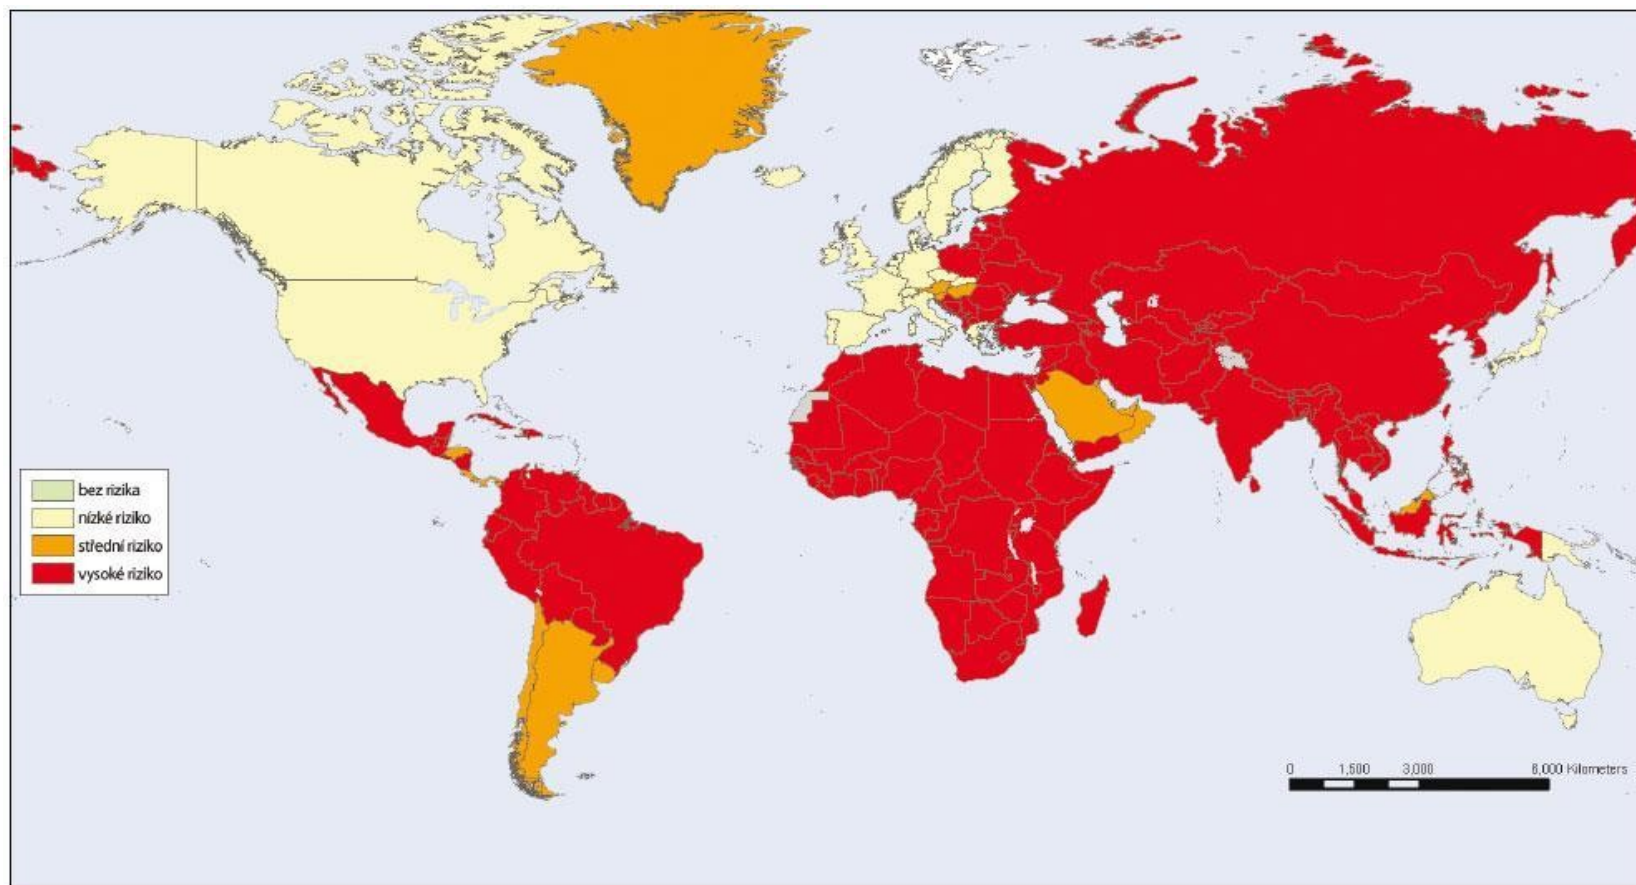 bez rizika
nízké riziko
střední riziko
vysoké riziko
0 1,500 3,000 6,000 Kilometers